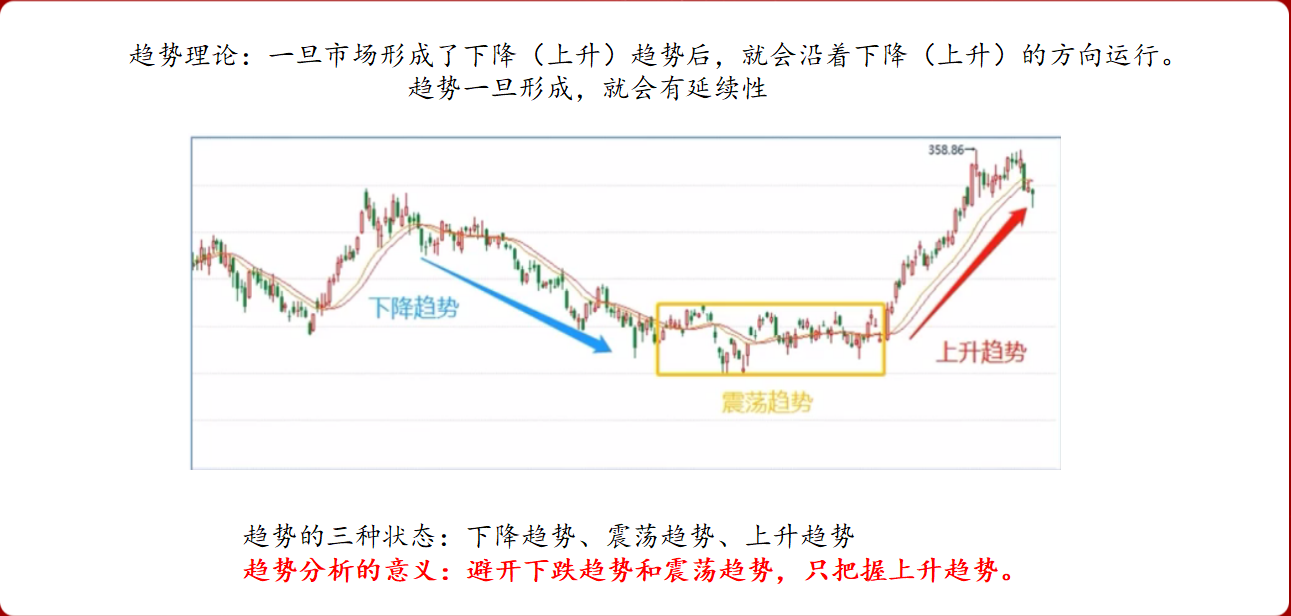 趋势理论：一旦市场形成了下降（上升）趋势后，就会沿着下降（上升）的方向运行。
趋势一旦形成，就会有延续性
358.86
下降趋势
上升趋势
震荡趋势
趋势的三种状态：下降趋势、震荡趋势、上升趋势
趋势分析的意义：避开下跌趋势和震荡趋势，只把握上升趋势。